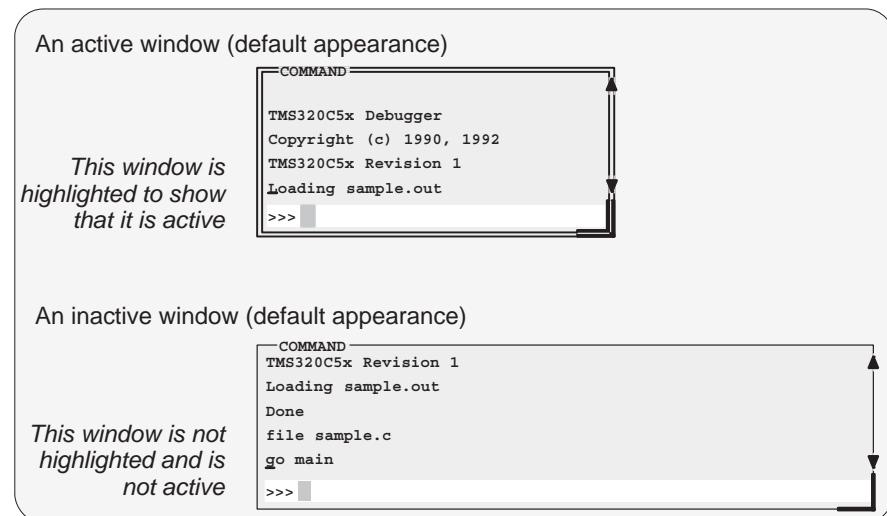 An active window (default appearance)
COMMAND
TMS320C5x Debugger
Copyright (c) 1990, 1992
TMS320C5x Revision 1
Loading sample.out
>>>
This window is
highlighted to show
that it is active
An inactive window (default appearance)
COMMAND
TMS320C5x Revision 1
Loading sample.out
Done
file sample.c
go main
>>>
This window is not
highlighted and is
not active